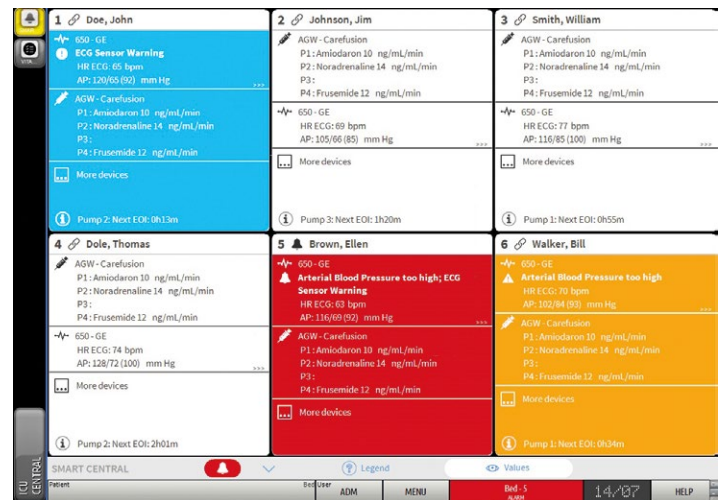 1 Doe, John
650 - GE
ECG Sensor Warning
HR ECG: 65 bpm
AP: 120/65 (92) mm Hg
>>>
AGW - Carefusion
P1: Amiodaron 10 ng/mL/min
P2: Noradrenaline 14 ng/mL/min
P3:
P4: Frusemide 12 ng/mL/min
More devices
Pump 2: Next EOI: 0h13m
2 Johnson, Jim
AGW - Carefusion
P1: Amiodaron 10 ng/mL/min
P2: Noradrenaline 14 ng/mL/min
P3:
P4: Frusemide 12 ng/mL/min
650 - GE
HR ECG: 69 bpm
AP: 105/66 (85) mm Hg
>>>
More devices
Pump 3: Next EOI: 1h20m
3 Smith, William
AGW - Carefusion
P1: Amiodaron 10 ng/mL/min
P2: Noradrenaline 14 ng/mL/min
P3:
P4: Frusemide 12 ng/mL/min
650 - GE
HR ECG: 77 bpm
AP: 116/85 (100) mm Hg
>>>
More devices
Pump 1: Next EOI: 0h55m
4 Dole, Thomas
AGW - Carefusion
P1: Amiodaron 10 ng/mL/min
P2: Noradrenaline 14 ng/mL/min
P3:
P4: Frusemide 12 ng/mL/min
650 - GE
HR ECG: 74 bpm
AP: 128/72 (100) mm Hg
>>>
More devices
Pump 2: Next EOI: 2h01m
5 Brown, Ellen
650 - GE
Arterial Blood Pressure too high; ECG
Sensor Warning
HR ECG: 63 bpm
AP: 116/69 (92) mm Hg
>>>
AGW - Carefusion
P1: Amiodaron 10 ng/mL/min
P2: Noradrenaline 14 ng/mL/min
P3:
P4: Frusemide 12 ng/mL/min
More devices
6 Walker, Bill
650 - GE
Arterial Blood Pressure too high
HR ECG: 70 bpm
AP: 102/84 (93) mm Hg
>>>
AGW - Carefusion
P1: Amiodaron 10 ng/mL/min
P2: Noradrenaline 14 ng/mL/min
P3:
P4: Frusemide 12 ng/mL/min
More devices
Pump 1: Next EOI: 0h34m
SMART CENTRAL
Legend
Values
ICU
CENTRAL
Patient
Bed
User
ADM
MENU
Bed - 5
ALARM
14/07
HELP